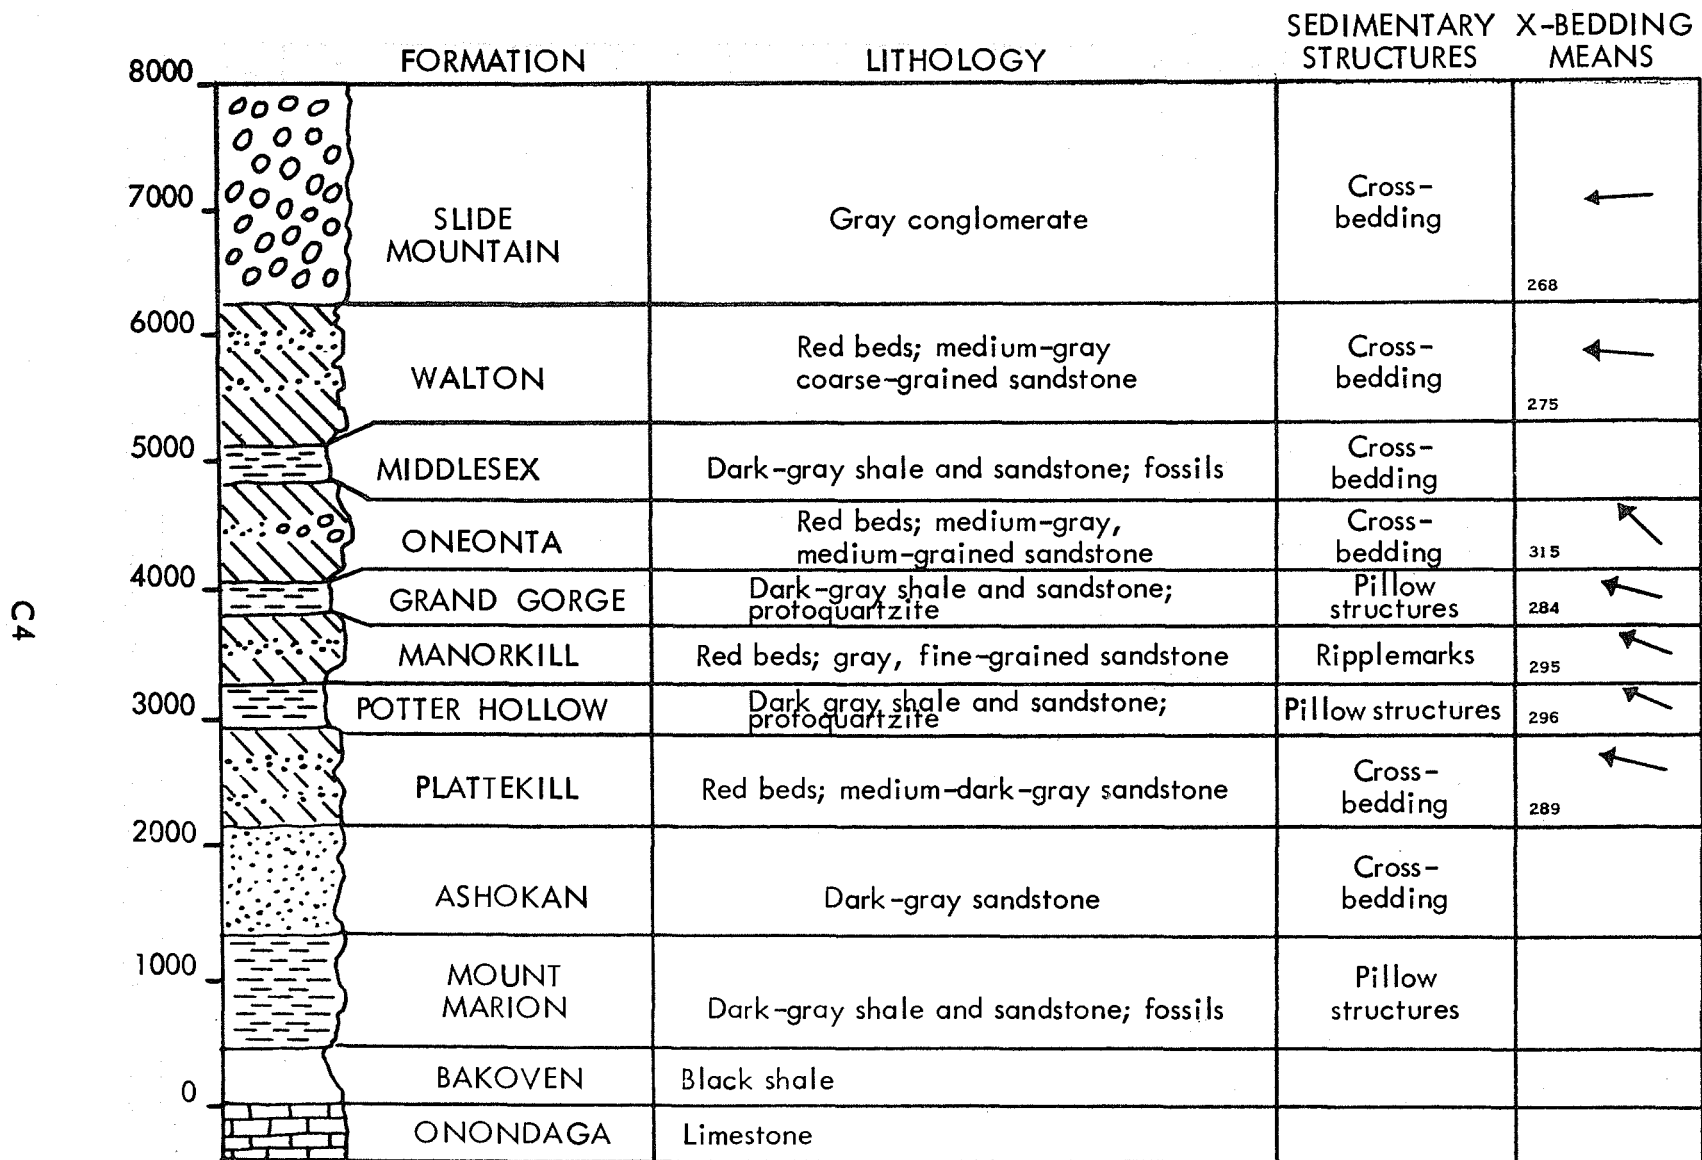 SEDIMENTARY X-BEDDING
FORMATION LITHOLOGY STRUCTURES MEANS
8000
7000
SLIDE
MOUNTAIN
Gray conglomerate
Cross-
bedding
268
6000
WALTON
Red beds; medium-gray
coarse-grained sandstone
Cross-
bedding
275
5000
MIDDLESEX
Dark-gray shale and sandstone; fossils
Cross-
bedding
ONEONTA
Red beds; medium-gray,
medium-grained sandstone
Cross-
bedding
315
4000
GRAND GORGE
Dark-gray shale and sandstone;
protoquartzite
Pillow
structures
284
MANORKILL
Red beds; gray, fine-grained sandstone
Ripplemarks
295
3000
POTTER HOLLOW
Dark gray shale and sandstone;
protoquartzite
Pillow structures
296
PLATTEKILL
Red beds; medium-dark-gray sandstone
Cross-
bedding
289
2000
ASHOKAN
Dark-gray sandstone
Cross-
bedding
1000
MOUNT
MARION
Dark-gray shale and sandstone; fossils
Pillow
structures
BAKOVEN
Black shale
0
ONONDAGA
Limestone
C4